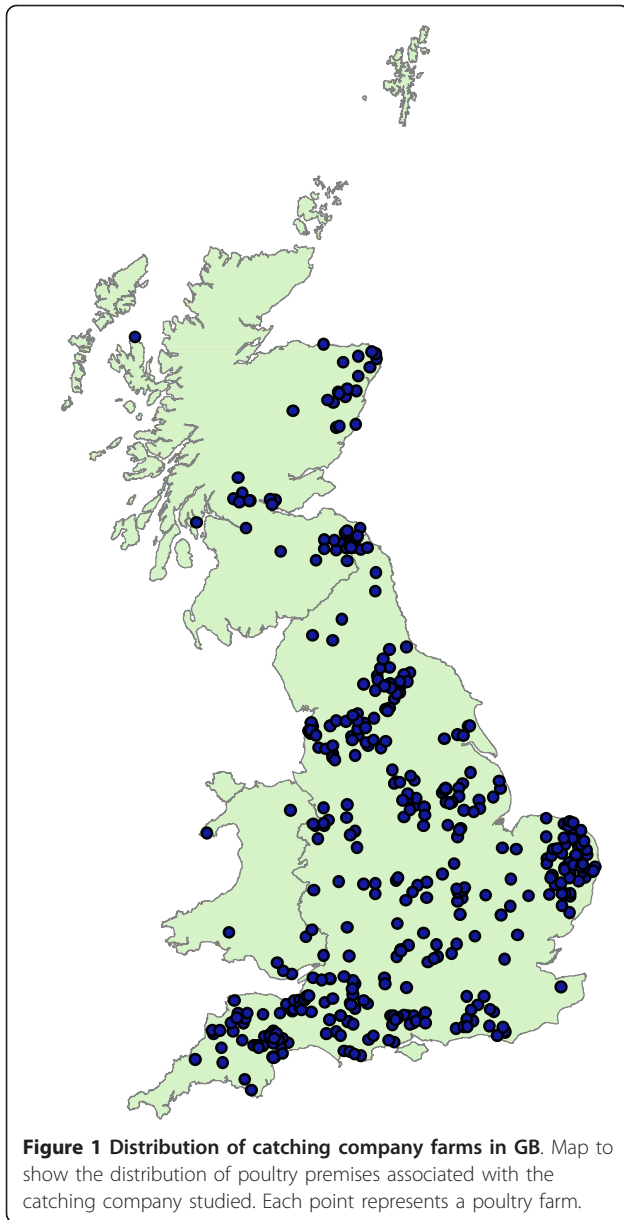 Figure 1 Distribution of catching company farms in GB. Map to
show the distribution of poultry premises associated with the
catching company studied. Each point represents a poultry farm.